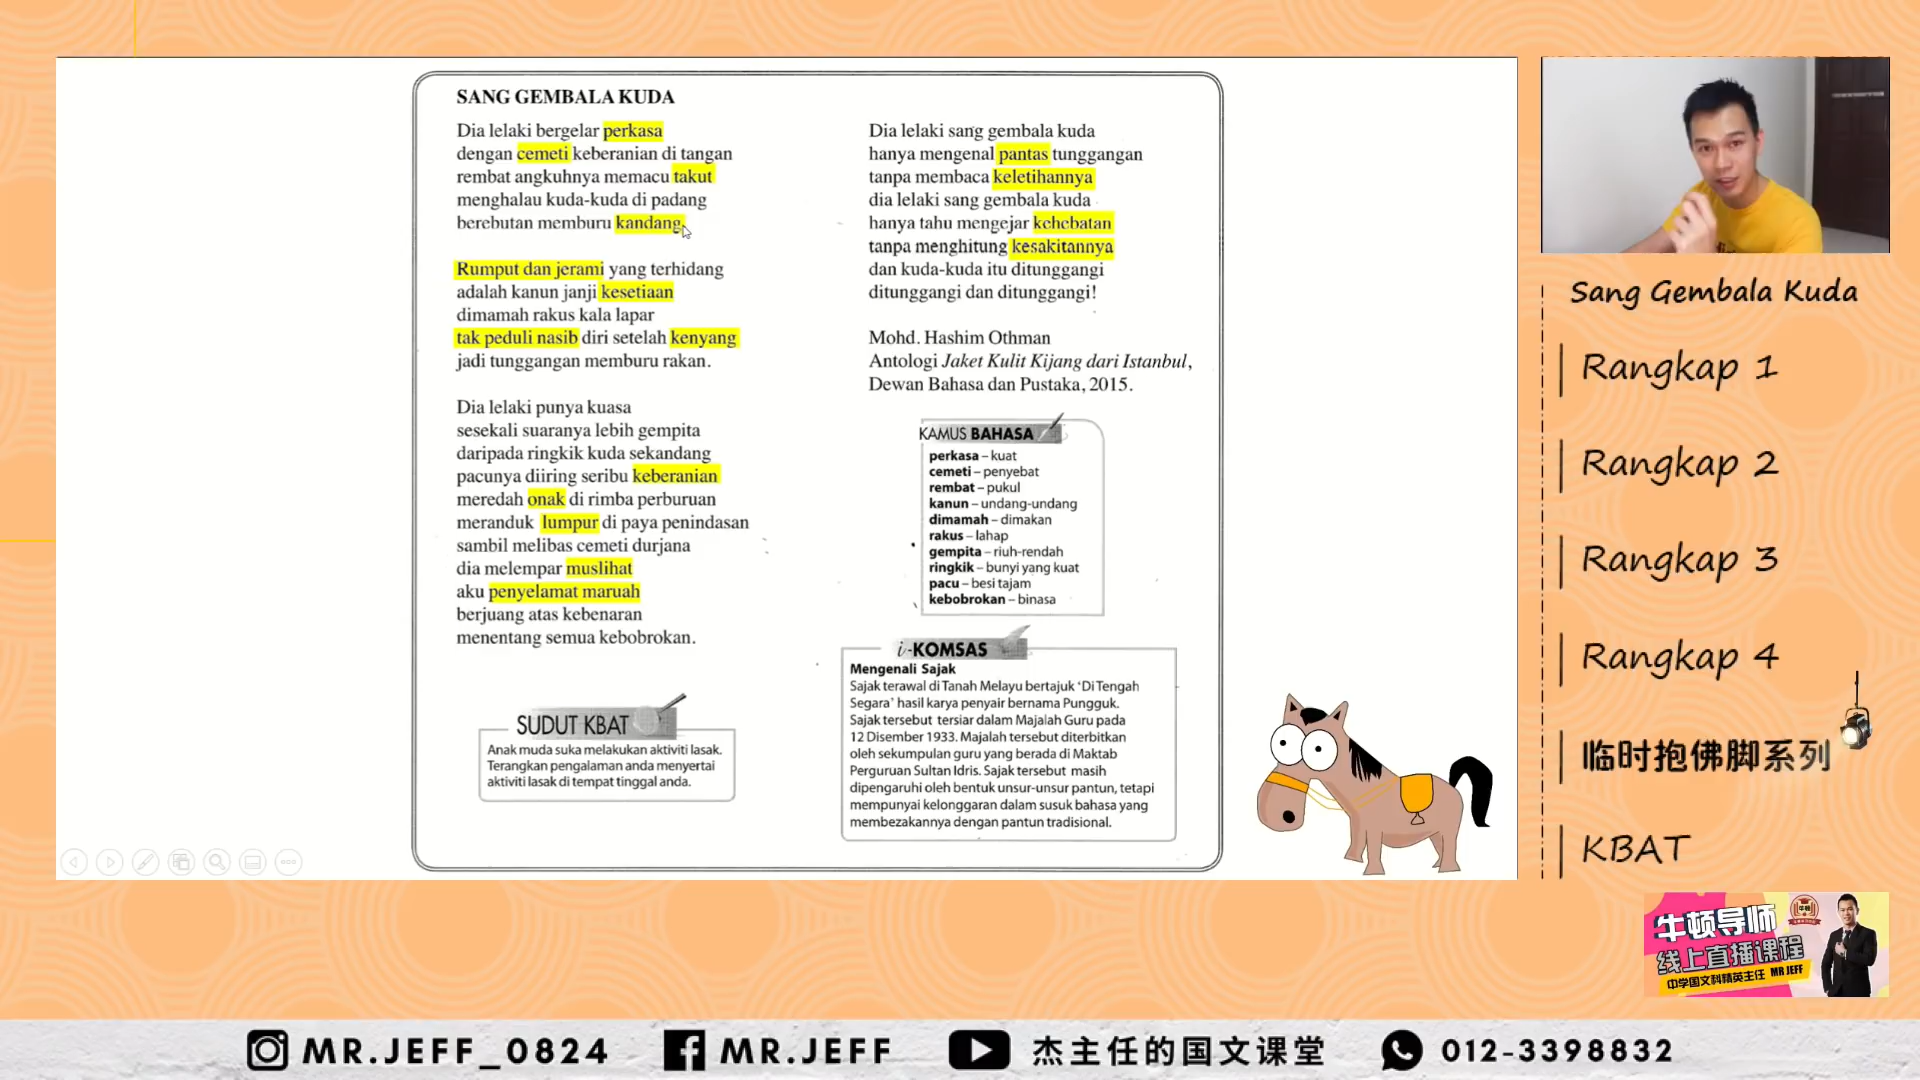 SANG GEMBALA KUDA
Dia lelaki bergelar perkasa
dengan cemeti keberanian di tangan
rembat angkuhnya memacu takut
menghalau kuda-kuda di padang
berebutan memburu kandang.
Rumput dan jerami yang terhidang
adalah kanun janji kesetiaan
dimamah rakus kala lapar
tak peduli nasib diri setelah kenyang
jadi tunggangan memburu rakan.
Dia lelaki punya kuasa
sesekali suaranya lebih gempita
daripada ringkik kuda sekandang
pacunya diiring seribu keberanian
meredah onak di rimba perburuan
meranduk lumpur di paya penindasan
sambil melibas cemeti durjana
dia melempar muslihat
aku penyelamat maruah
berjuang atas kebenaran
menentang semua kebobrokan.
SUDUT KBAT
Anak muda suka melakukan aktiviti lasak.
Terangkan pengalaman anda menyertai
aktiviti lasak di tempat tinggal anda.
Dia lelaki sang gembala kuda
hanya mengenal pantas tunggangan
tanpa membaca keletihannya
dia lelaki sang gembala kuda
hanya tahu mengejar kehebatan
tanpa menghitung kesakitannya
dan kuda-kuda itu ditunggangi
ditunggangi dan ditunggangi!
Mohd. Hashim Othman
Antologi Jaket Kulit Kijang dari Istanbul,
Dewan Bahasa dan Pustaka, 2015.
KAMUS BAHASA
perkasa – kuat
cemeti – penyebat
rembat – pukul
kanun – undang-undang
dimamah – dimakan
rakus – lahap
gempita – riuh-rendah
ringkik – bunyi yang kuat
pacu – besi tajam
kebobrokan – binasa
i-KOMSAS
Mengenali Sajak
Sajak terawal di Tanah Melayu bertajuk ‘Di Tengah
Segara’ hasil karya penyair bernama Pungguk.
Sajak tersebut tersiar dalam Majalah Guru pada
12 Disember 1933. Majalah tersebut diterbitkan
oleh sekumpulan guru yang berada di Maktab
Perguruan Sultan Idris. Sajak tersebut masih
dipengaruhi oleh bentuk unsur-unsur pantun, tetapi
mempunyai kelonggaran dalam susuk bahasa yang
membezakannya dengan pantun tradisional.
Sang Gembala Kuda
Rangkap 1
Rangkap 2
Rangkap 3
Rangkap 4
临时抱佛脚系列
KBAT
牛顿导师
线上直播课程
中学国文科精英主任 MR JEFF
MR.JEFF_0824
MR.JEFF
杰主任的国文课堂
012-3398832